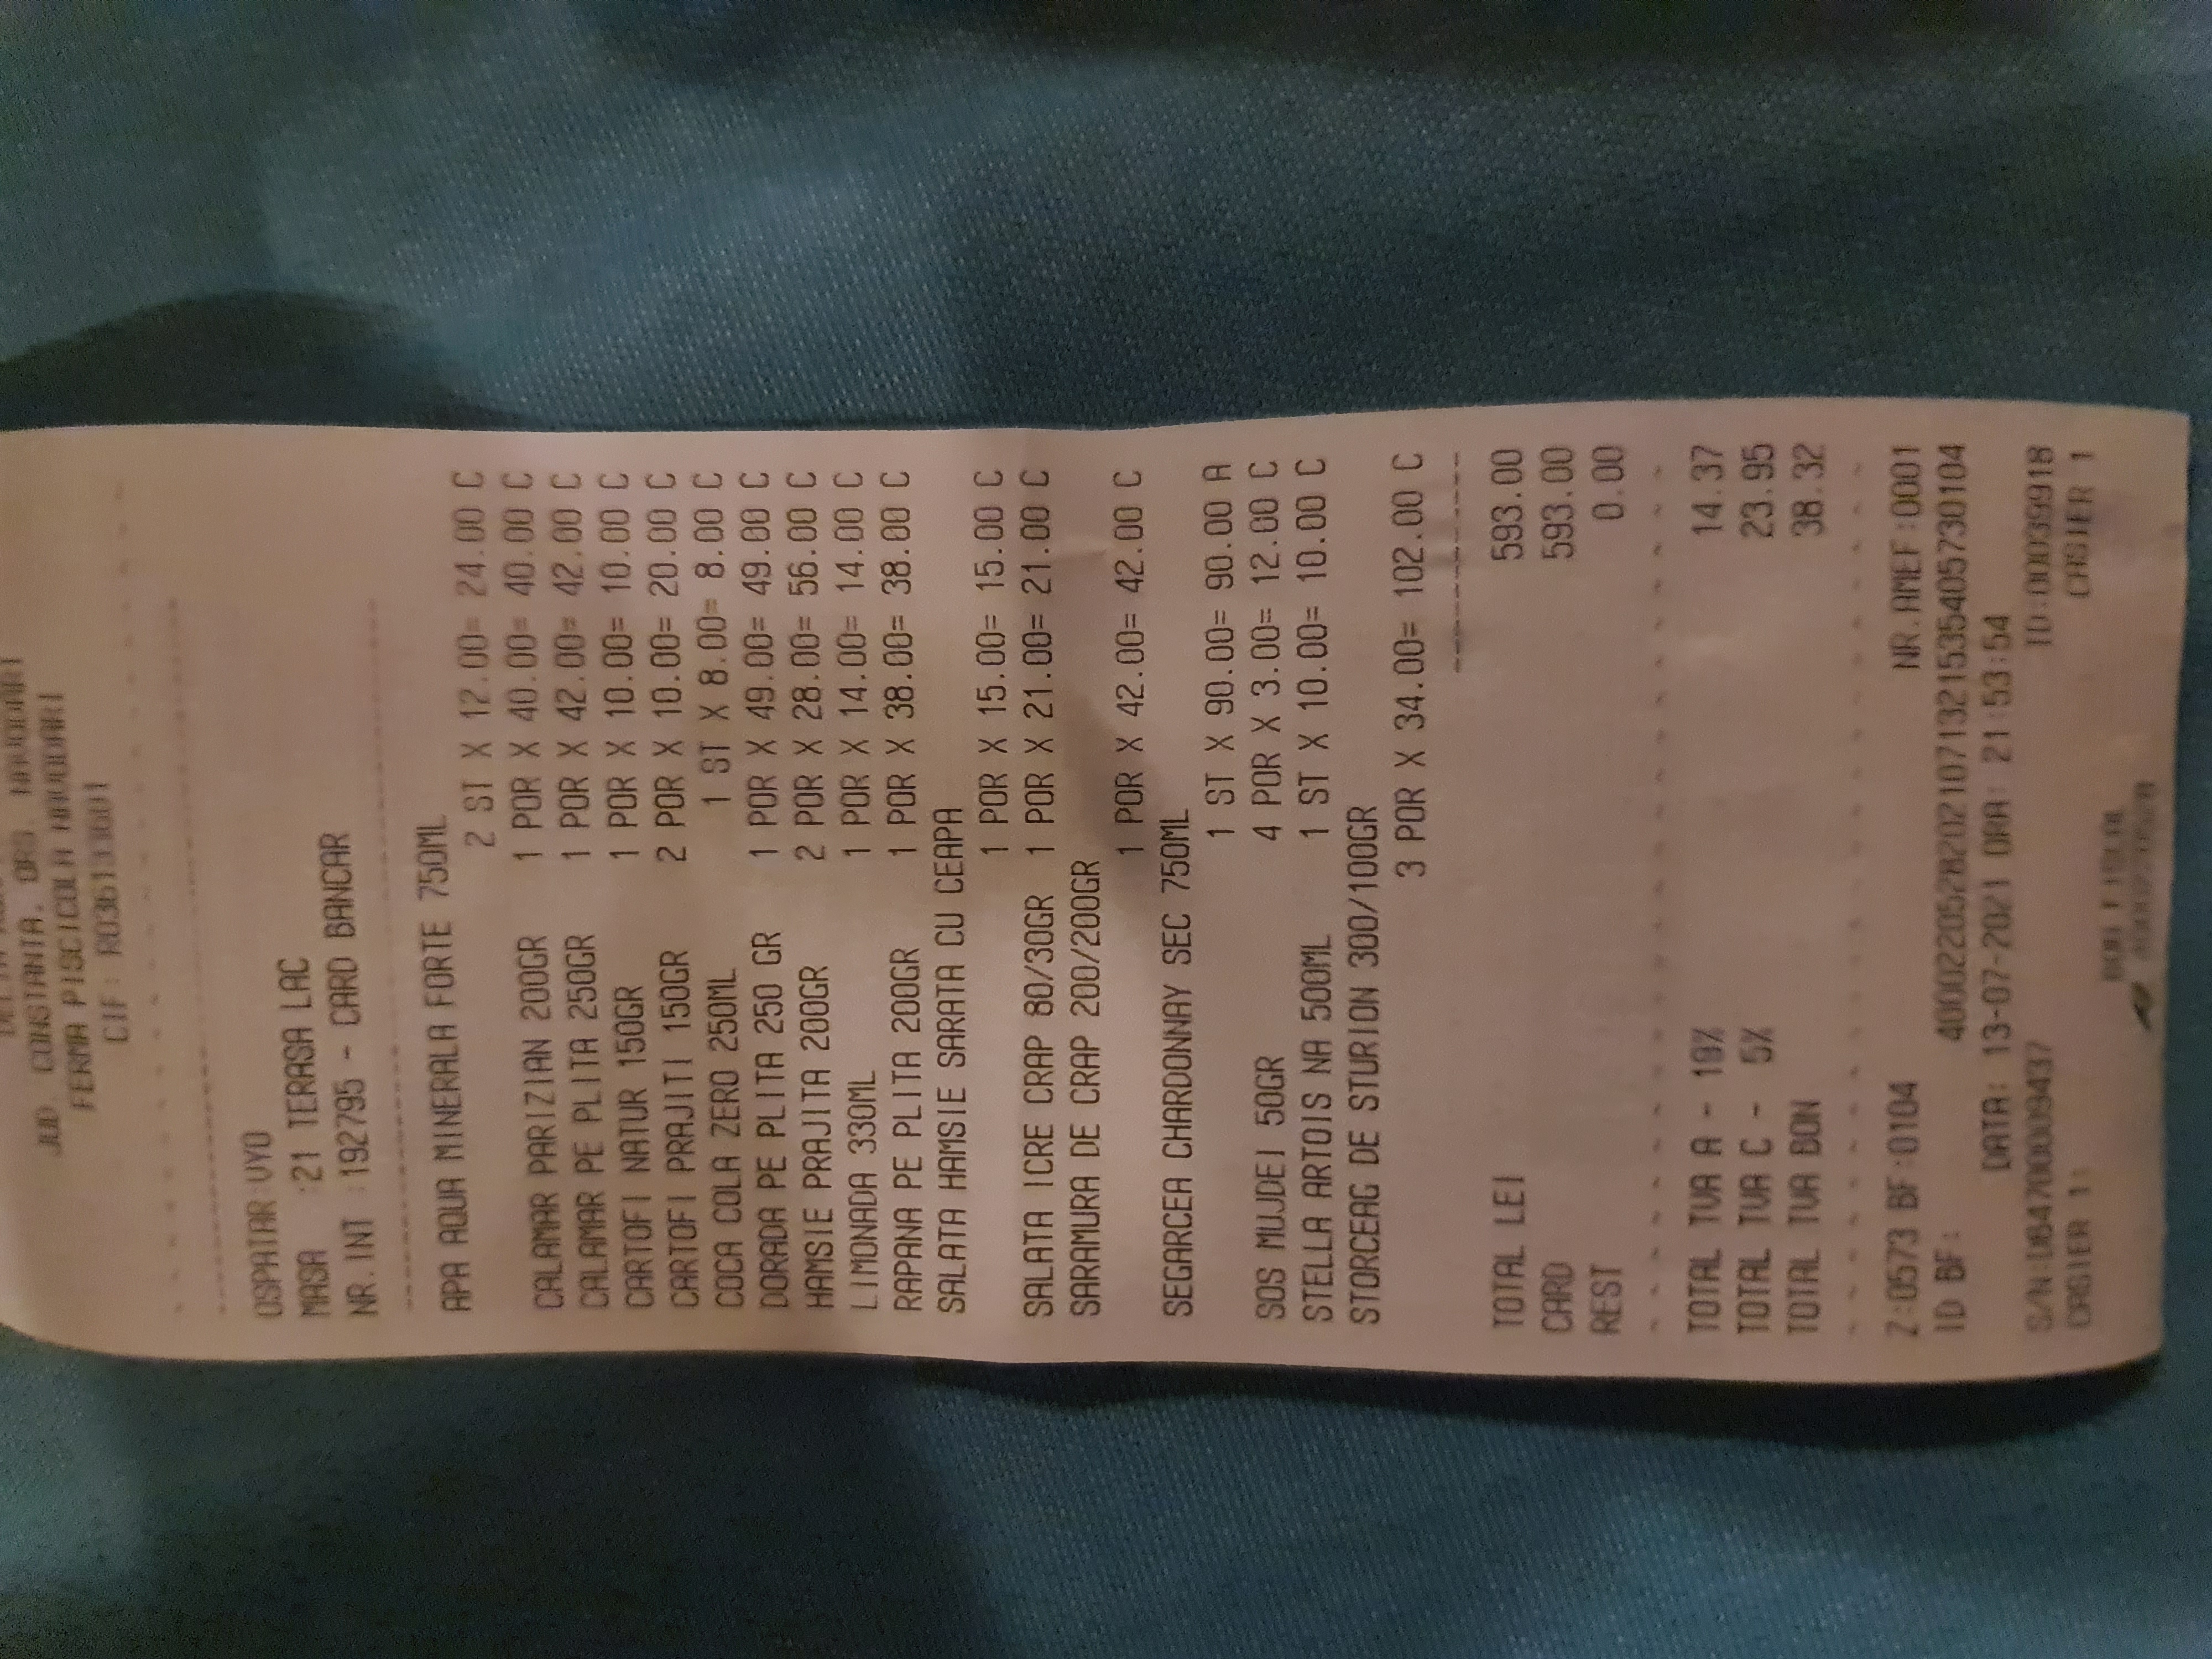 JUD. CONSTANTA, ORS. NAVODARI
FERMA PISCICOLA NAVODARI
CIF:
OSPATAR:VYO
MASA :21 TERASA LAC
NR.INT :192795 - CARD BANCAR
APA AQUA MINERALA FORTE 750ML
2 ST X 12.00= 24.00 C
CALAMAR PARIZIAN 200GR 1 POR X 40.00= 40.00 C
CALAMAR PE PLITA 250GR 1 POR X 42.00= 42.00 C
CARTOFI NATUR 150GR 1 POR X 10.00= 10.00 C
CARTOFI PRAJITI 150GR 2 POR X 10.00= 20.00 C
COCA COLA ZERO 250ML 1 ST X 8.00= 8.00 C
DORADA PE PLITA 250 GR 1 POR X 49.00= 49.00 C
HAMSIE PRAJITA 200GR 2 POR X 28.00= 56.00 C
LIMONADA 330ML 1 POR X 14.00= 14.00 C
RAPANA PE PLITA 200GR 1 POR X 38.00= 38.00 C
SALATA HAMSIE SARATA CU CEAPA
1 POR X 15.00= 15.00 C
SALATA ICRE CRAP 80/30GR 1 POR X 21.00= 21.00 C
SARAMURA DE CRAP 200/200GR
1 POR X 42.00= 42.00 C
SEGARCEA CHARDONNAY SEC 750ML
1 ST X 90.00= 90.00 A
SOS MUJDEI 50GR 4 POR X 3.00= 12.00 C
STELLA ARTOIS NA 500ML 1 ST X 10.00= 10.00 C
STORCEAG DE STURION 300/100GR
3 POR X 34.00= 102.00 C
TOTAL LEI 593.00
CARD 593.00
REST 0.00
TOTAL TVA A - 19% 14.37
TOTAL TVA C - 5% 23.95
TOTAL TVA BON 38.32
Z:0573 BF:0104 NR.AMEF:0001
ID BF:
DATA: 13-07-2021 ORA: 21:53:54
ID:00039918
CASIER 1: CASIER 1
BON FISCAL